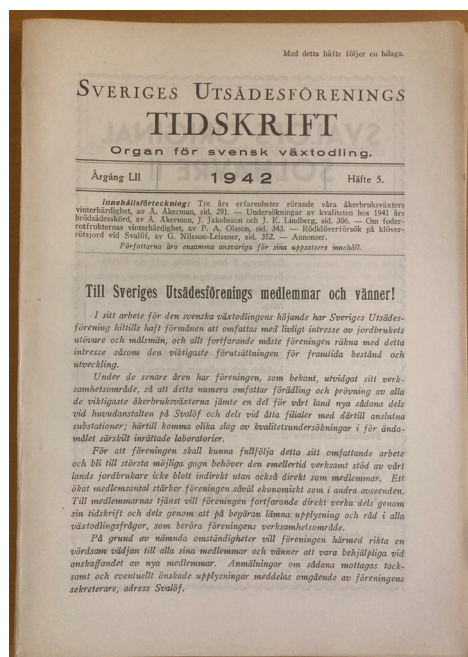 Med detta häfte följer en bilaga.
SVERIGES UTSÄDESFÖRENINGS
TIDSKRIFT
Organ för svensk växtodling.
Årgång LII 1942 Häfte 5.
Innehållsförteckning: Tre års erfarenheter rörande våra åkerbruksväxters
vinterhärdighet, av Å. Åkerman, sid. 291. — Undersökningar av kvaliteten hos 1941 års
brödsädesskörd, av Å. Åkerman, J. Jakobsson och J. E. Lindberg, sid. 306. — Om foder-
rotfrukternas vinterhärdighet, av P. A. Olsson, sid. 343. — Rödklöverförsök på klöver-
rötsjord vid Svalöf, av G. Nilsson-Leissner, sid. 352. — Annonser.
Författarna äro ensamma ansvariga för sina uppsatsers innehåll.
Till Sveriges Utsädesförenings medlemmar och vänner!
I sitt arbete för den svenska växtodlingens höjande har Sveriges Utsädes-
förening hittills haft förmånen att omfattas med livligt intresse av jordbrukets
utövare och målsmän, och allt fortfarande måste föreningen räkna med detta
intresse såsom den viktigaste förutsättningen för framtida bestånd och
utveckling.
Under de senare åren har föreningen, som bekant, utvidgat sitt verk-
samhetsområde, så att detta numera omfattar förädling och prövning av alla
de viktigaste åkerbruksväxterna jämte en del för vårt land nya sådana dels
vid huvudanstalten på Svalöf och dels vid åtta filialer med därtill anslutna
substationer; härtill komma olika slag av kvalitetsundersökningar i för ända-
målet särskilt inrättade laboratorier.
För att föreningen skall kunna fullfölja detta sitt omfattande arbete
och bli till största möjliga gagn behöver den emellertid verksamt stöd av vårt
lands jordbrukare icke blott indirekt utan också direkt som medlemmar. Ett
ökat medlemsantal stärker föreningen såväl ekonomiskt som i andra avseenden.
Till medlemmarnas tjänst vill föreningen fortfarande direkt verka dels genom
sin tidskrift och dels genom att på begäran lämna upplysning och råd i alla
växtodlingsfrågor, som beröra föreningens verksamhetsområde.
På grund av nämnda omständigheter vill föreningen härmed rikta en
vördsam vädjan till alla sina medlemmar och vänner att vara behjälpliga vid
anskaffandet av nya medlemmar. Anmälningar om sådana mottagas tack-
samt och eventuellt önskade upplysningar meddelas omgående av föreningens
sekreterare, adress Svalöf.